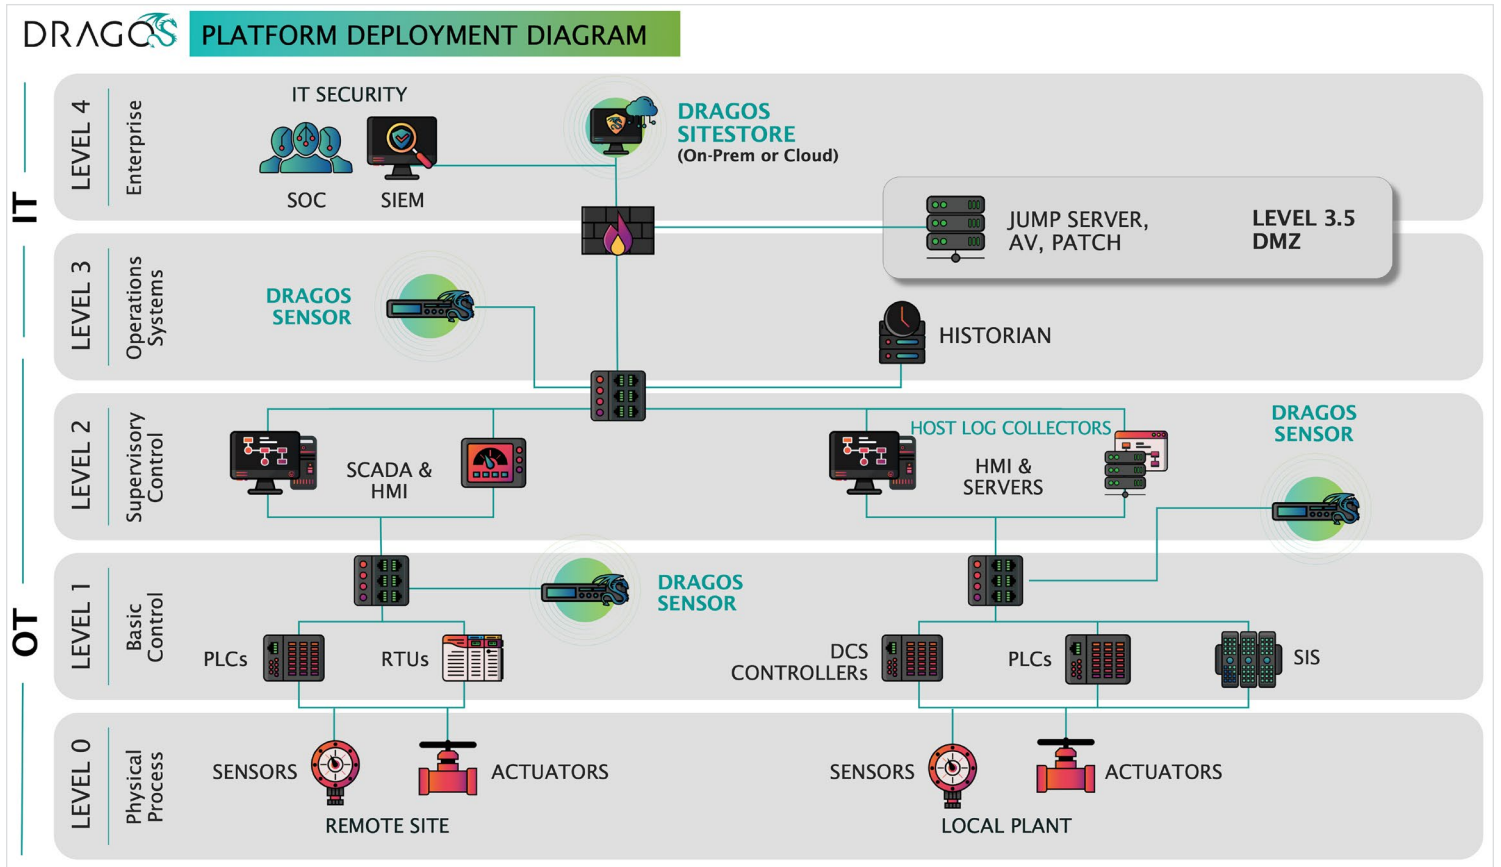 DRAGOS
PLATFORM DEPLOYMENT DIAGRAM
IT
LEVEL 4
Enterprise
IT SECURITY
SOC
SIEM
DRAGOS
SITESTORE
(On-Prem or Cloud)
JUMP SERVER,
AV, PATCH
LEVEL 3.5
DMZ
LEVEL 3
Operations
Systems
DRAGOS
SENSOR
HISTORIAN
OT
LEVEL 2
Supervisory
Control
SCADA &
HMI
HOST LOG COLLECTORS
HMI &
SERVERS
DRAGOS
SENSOR
LEVEL 1
Basic
Control
DRAGOS
SENSOR
PLCs
RTUs
DCS
CONTROLLERs
PLCs
SIS
LEVEL 0
Physical
Process
SENSORS
ACTUATORS
REMOTE SITE
SENSORS
ACTUATORS
LOCAL PLANT